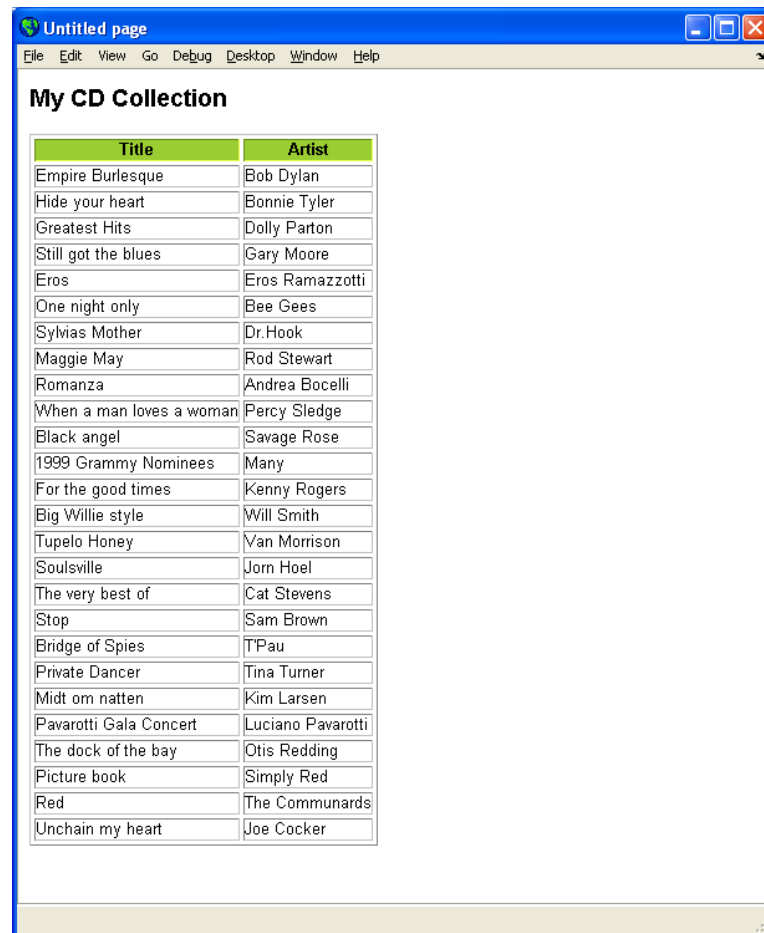 Untitled page
File Edit View Go Debug Desktop Window Help
My CD Collection
Title Artist
Empire Burlesque Bob Dylan
Hide your heart Bonnie Tyler
Greatest Hits Dolly Parton
Still got the blues Gary Moore
Eros Eros Ramazzotti
One night only Bee Gees
Sylvias Mother Dr.Hook
Maggie May Rod Stewart
Romanza Andrea Bocelli
When a man loves a woman Percy Sledge
Black angel Savage Rose
1999 Grammy Nominees Many
For the good times Kenny Rogers
Big Willie style Will Smith
Tupelo Honey Van Morrison
Soulsville Jorn Hoel
The very best of Cat Stevens
Stop Sam Brown
Bridge of Spies T'Pau
Private Dancer Tina Turner
Midt om natten Kim Larsen
Pavarotti Gala Concert Luciano Pavarotti
The dock of the bay Otis Redding
Picture book Simply Red
Red The Communards
Unchain my heart Joe Cocker